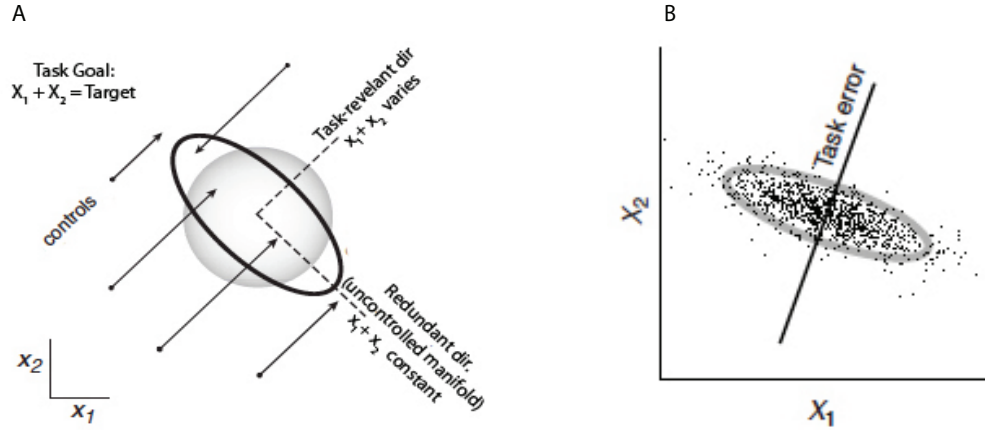 A
B
Task Goal:
X₁ + X₂ = Target
Task-revelant dir
x₁ + x₂ varies
controls
Redundant dir.
(uncontrolled manifold)
x₁ + x₂ constant
x₂
x₁
Task error
X₂
X₁